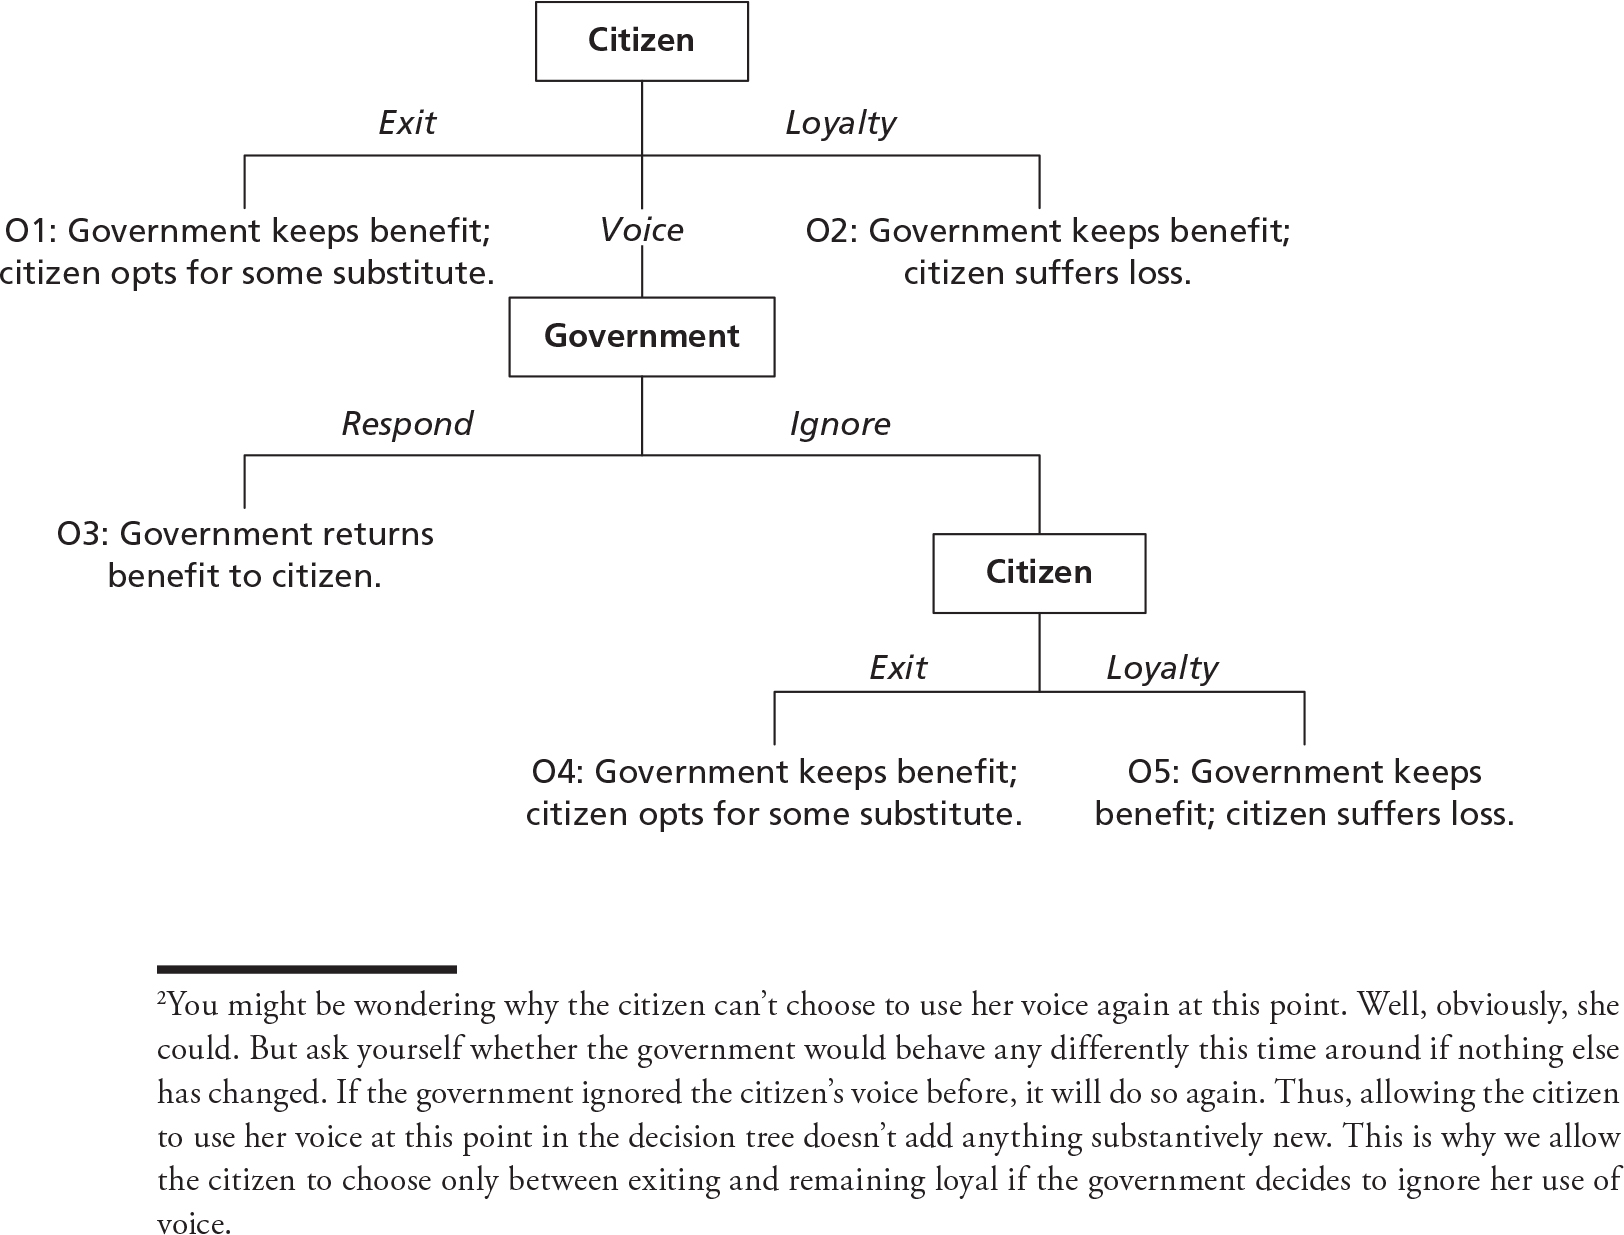 Citizen
Exit
Loyalty
O1: Government keeps benefit;
citizen opts for some substitute.
Voice
O2: Government keeps benefit;
citizen suffers loss.
Government
Respond
Ignore
O3: Government returns
benefit to citizen.
Citizen
Exit
Loyalty
O4: Government keeps benefit;
citizen opts for some substitute.
O5: Government keeps
benefit; citizen suffers loss.
²You might be wondering why the citizen can’t choose to use her voice again at this point. Well, obviously, she
could. But ask yourself whether the government would behave any differently this time around if nothing else
has changed. If the government ignored the citizen’s voice before, it will do so again. Thus, allowing the citizen
to use her voice at this point in the decision tree doesn’t add anything substantively new. This is why we allow
the citizen to choose only between exiting and remaining loyal if the government decides to ignore her use of
voice.